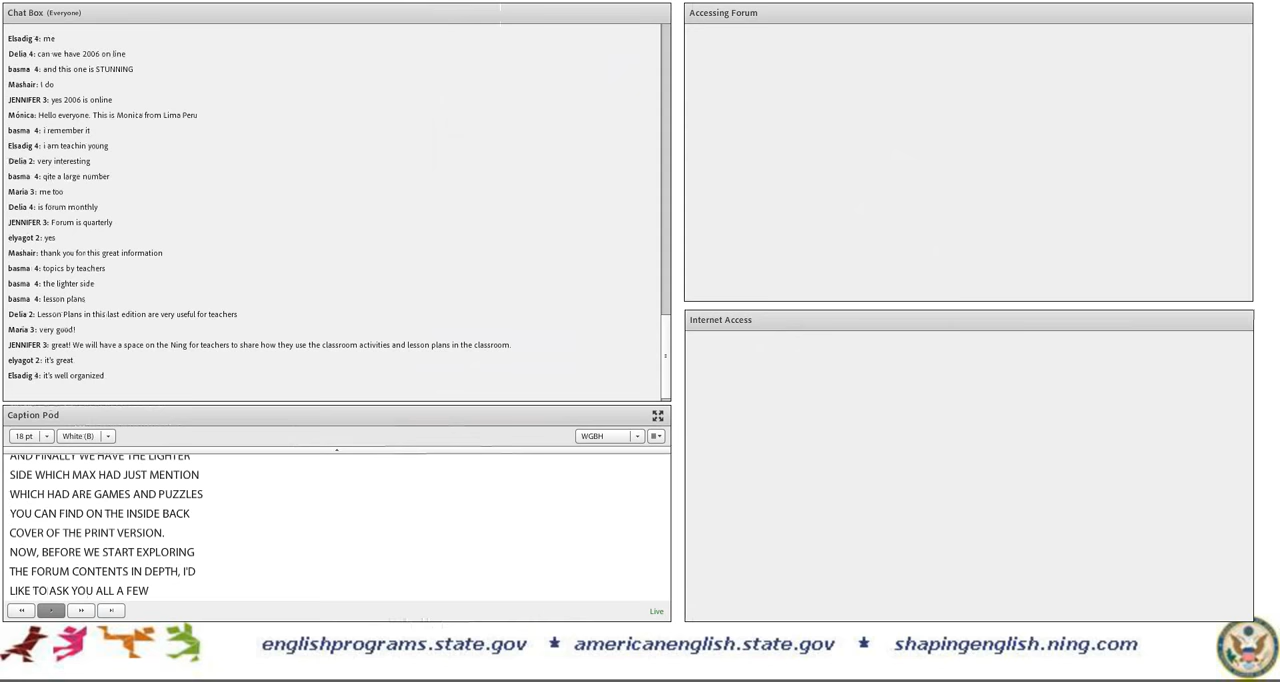 Chat Box (Everyone)
Elsadig 4: me
Delia 4: can we have 2006 on line
basma 4: and this one is STUNNING
Mashair: I do
JENNIFER 3: yes 2006 is online
Mónica: Hello everyone. This is Monica from Lima Peru
basma 4: i remember it
Elsadig 4: i am teachin young
Delia 2: very interesting
basma 4: qite a large number
Maria 3: me too
Delia 4: is forum monthly
JENNIFER 3: Forum is quarterly
elyagot 2: yes
Mashair: thank you for this great information
basma 4: topics by teachers
basma 4: the lighter side
basma 4: lesson plans
Delia 2: Lesson Plans in this last edition are very useful for teachers
Maria 3: very good!
JENNIFER 3: great! We will have a space on the Ning for teachers to share how they use the classroom activities and lesson plans in the classroom.
elyagot 2: it's great
Elsadig 4: it's well organized
Caption Pod
18 pt White (B) WGBH
AND FINALLY WE HAVE THE LIGHTER
SIDE WHICH MAX HAD JUST MENTION
WHICH HAD ARE GAMES AND PUZZLES
YOU CAN FIND ON THE INSIDE BACK
COVER OF THE PRINT VERSION.
NOW, BEFORE WE START EXPLORING
THE FORUM CONTENTS IN DEPTH, I'D
LIKE TO ASK YOU ALL A FEW
Live
Accessing Forum
Internet Access
englishprograms.state.gov ★ americanenglish.state.gov ★ shapingenglish.ning.com